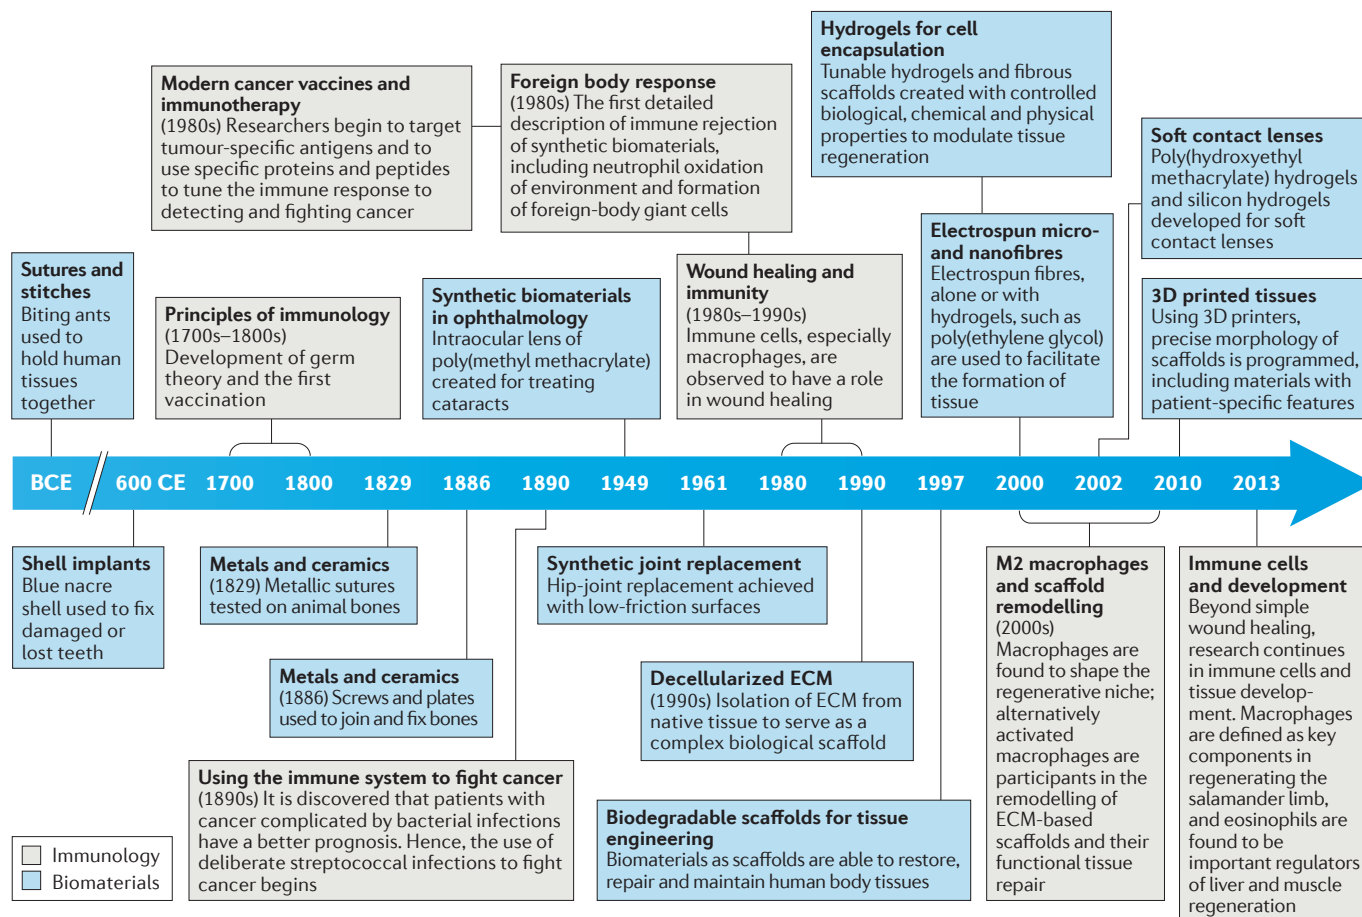 Hydrogels for cell
encapsulation
Tunable hydrogels and fibrous
scaffolds created with controlled
biological, chemical and physical
properties to modulate tissue
regeneration
Modern cancer vaccines and
immunotherapy
(1980s) Researchers begin to target
tumour-specific antigens and to
use specific proteins and peptides
to tune the immune response to
detecting and fighting cancer
Foreign body response
(1980s) The first detailed
description of immune rejection
of synthetic biomaterials,
including neutrophil oxidation
of environment and formation
of foreign-body giant cells
Soft contact lenses
Poly(hydroxyethyl
methacrylate) hydrogels
and silicon hydrogels
developed for soft
contact lenses
Sutures and
stitches
Biting ants
used to
hold human
tissues
together
Principles of immunology
(1700s–1800s)
Development of germ
theory and the first
vaccination
Synthetic biomaterials
in ophthalmology
Intraocular lens of
poly(methyl methacrylate)
created for treating
cataracts
Wound healing and
immunity
(1980s–1990s)
Immune cells, especially
macrophages, are
observed to have a role
in wound healing
Electrospun micro-
and nanofibres
Electrospun fibres,
alone or with
hydrogels, such as
poly(ethylene glycol)
are used to facilitate
the formation of
tissue
3D printed tissues
Using 3D printers,
precise morphology of
scaffolds is programmed,
including materials with
patient-specific features
BCE 600 CE 1700 1800 1829 1886 1890 1949 1961 1980 1990 1997 2000 2002 2010 2013
Shell implants
Blue nacre
shell used to fix
damaged or
lost teeth
Metals and ceramics
(1829) Metallic sutures
tested on animal bones
Metals and ceramics
(1886) Screws and plates
used to join and fix bones
Using the immune system to fight cancer
(1890s) It is discovered that patients with
cancer complicated by bacterial infections
have a better prognosis. Hence, the use of
deliberate streptococcal infections to fight
cancer begins
Synthetic joint replacement
Hip-joint replacement achieved
with low-friction surfaces
Decellularized ECM
(1990s) Isolation of ECM from
native tissue to serve as a
complex biological scaffold
Biodegradable scaffolds for tissue
engineering
Biomaterials as scaffolds are able to restore,
repair and maintain human body tissues
M2 macrophages
and scaffold
remodelling
(2000s)
Macrophages are
found to shape the
regenerative niche;
alternatively
activated
macrophages are
participants in the
remodelling of
ECM-based
scaffolds and their
functional tissue
repair
Immune cells
and development
Beyond simple
wound healing,
research continues
in immune cells and
tissue develop-
ment. Macrophages
are defined as key
components in
regenerating the
salamander limb,
and eosinophils are
found to be
important regulators
of liver and muscle
regeneration
Immunology
Biomaterials